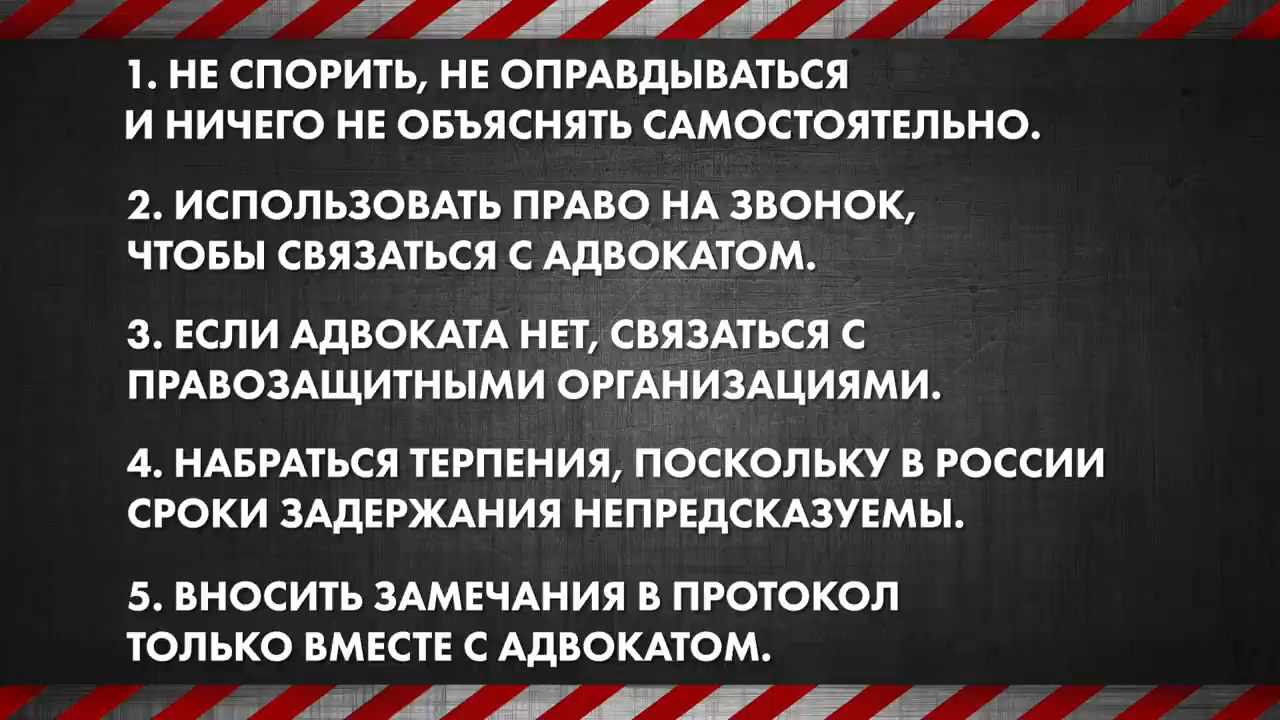 1. НЕ СПОРИТЬ, НЕ ОПРАВДЫВАТЬСЯ
И НИЧЕГО НЕ ОБЪЯСНЯТЬ САМОСТОЯТЕЛЬНО.
2. ИСПОЛЬЗОВАТЬ ПРАВО НА ЗВОНОК,
ЧТОБЫ СВЯЗАТЬСЯ С АДВОКАТОМ.
3. ЕСЛИ АДВОКАТА НЕТ, СВЯЗАТЬСЯ С
ПРАВОЗАЩИТНЫМИ ОРГАНИЗАЦИЯМИ.
4. НАБРАТЬСЯ ТЕРПЕНИЯ, ПОСКОЛЬКУ В РОССИИ
СРОКИ ЗАДЕРЖАНИЯ НЕПРЕДСКАЗУЕМЫ.
5. ВНОСИТЬ ЗАМЕЧАНИЯ В ПРОТОКОЛ
ТОЛЬКО ВМЕСТЕ С АДВОКАТОМ.